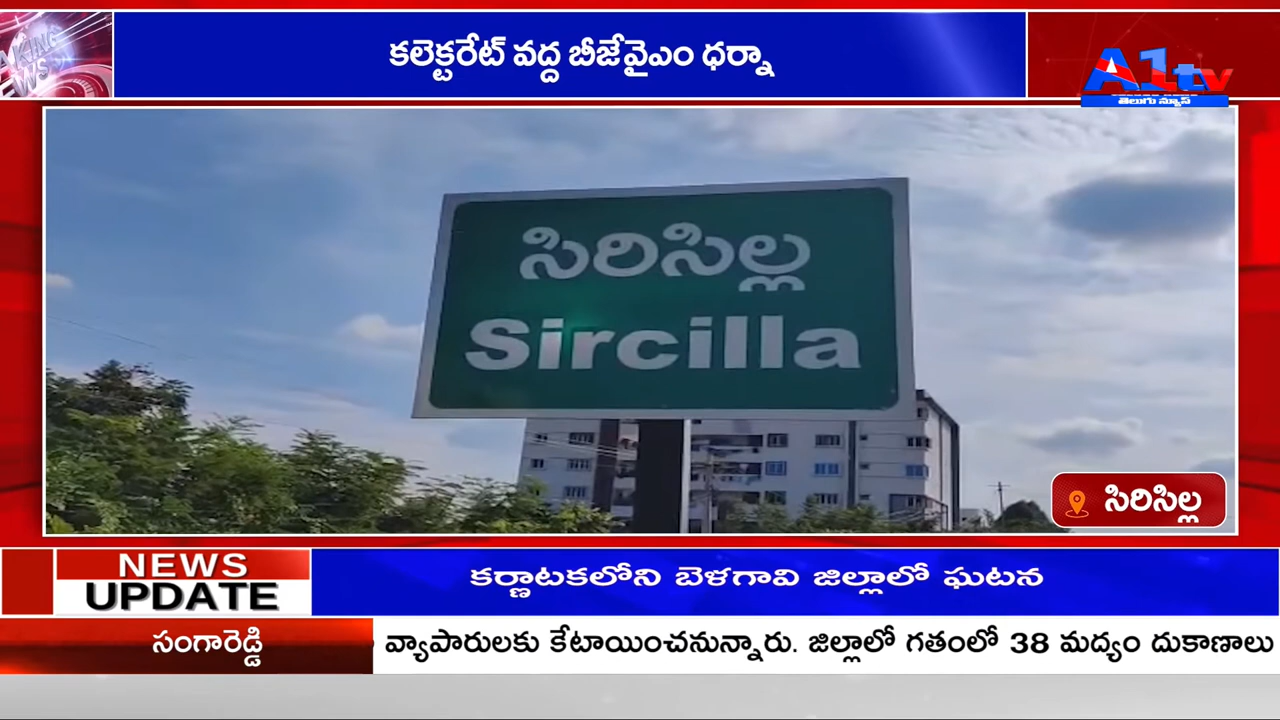 కలెక్టరేట్ వద్ద బీజేవైఎం ధర్నా
A1tv
తెలుగు న్యూస్
సిరిసిల్ల
Sircilla
సిరిసిల్ల
NEWS
UPDATE
కర్ణాటకలోని బెళగావి జిల్లాలో ఘటన
సంగారెడ్డి
వ్యాపారులకు కేటాయించనున్నారు. జిల్లాలో గతంలో 38 మద్యం దుకాణాలు